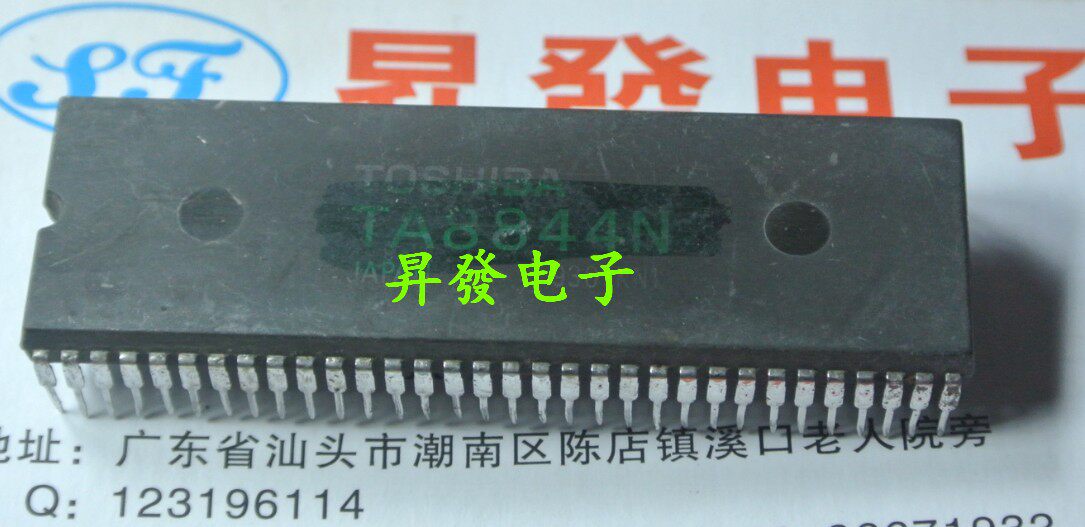 SF 昇發电子
TOSHIBA
TA8844N
JAPAN
昇發电子
地址：广东省汕头市潮南区陈店镇溪口老人院旁
Q：123196114